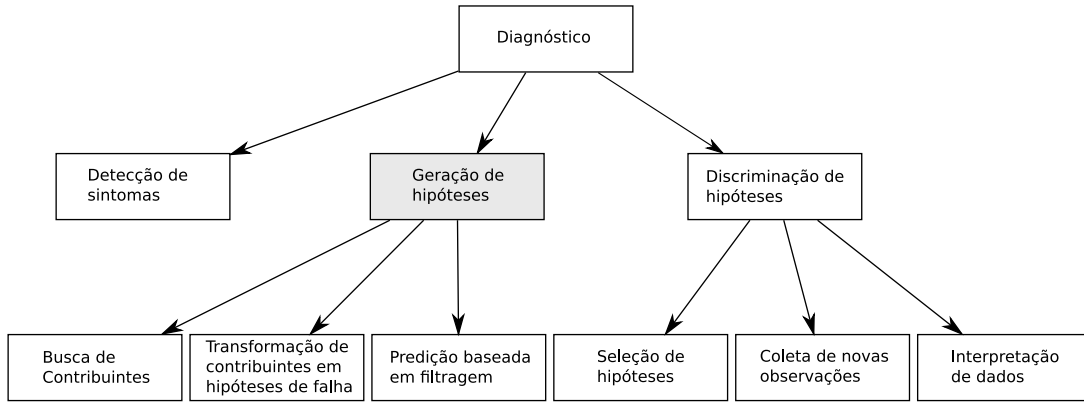 Diagnóstico
Detecção de
sintomas
Geração de
hipóteses
Discriminação de
hipóteses
Busca de
Contribuintes
Transformação de
contribuintes em
hipóteses de falha
Predição baseada
em filtragem
Seleção de
hipóteses
Coleta de novas
observações
Interpretação
de dados